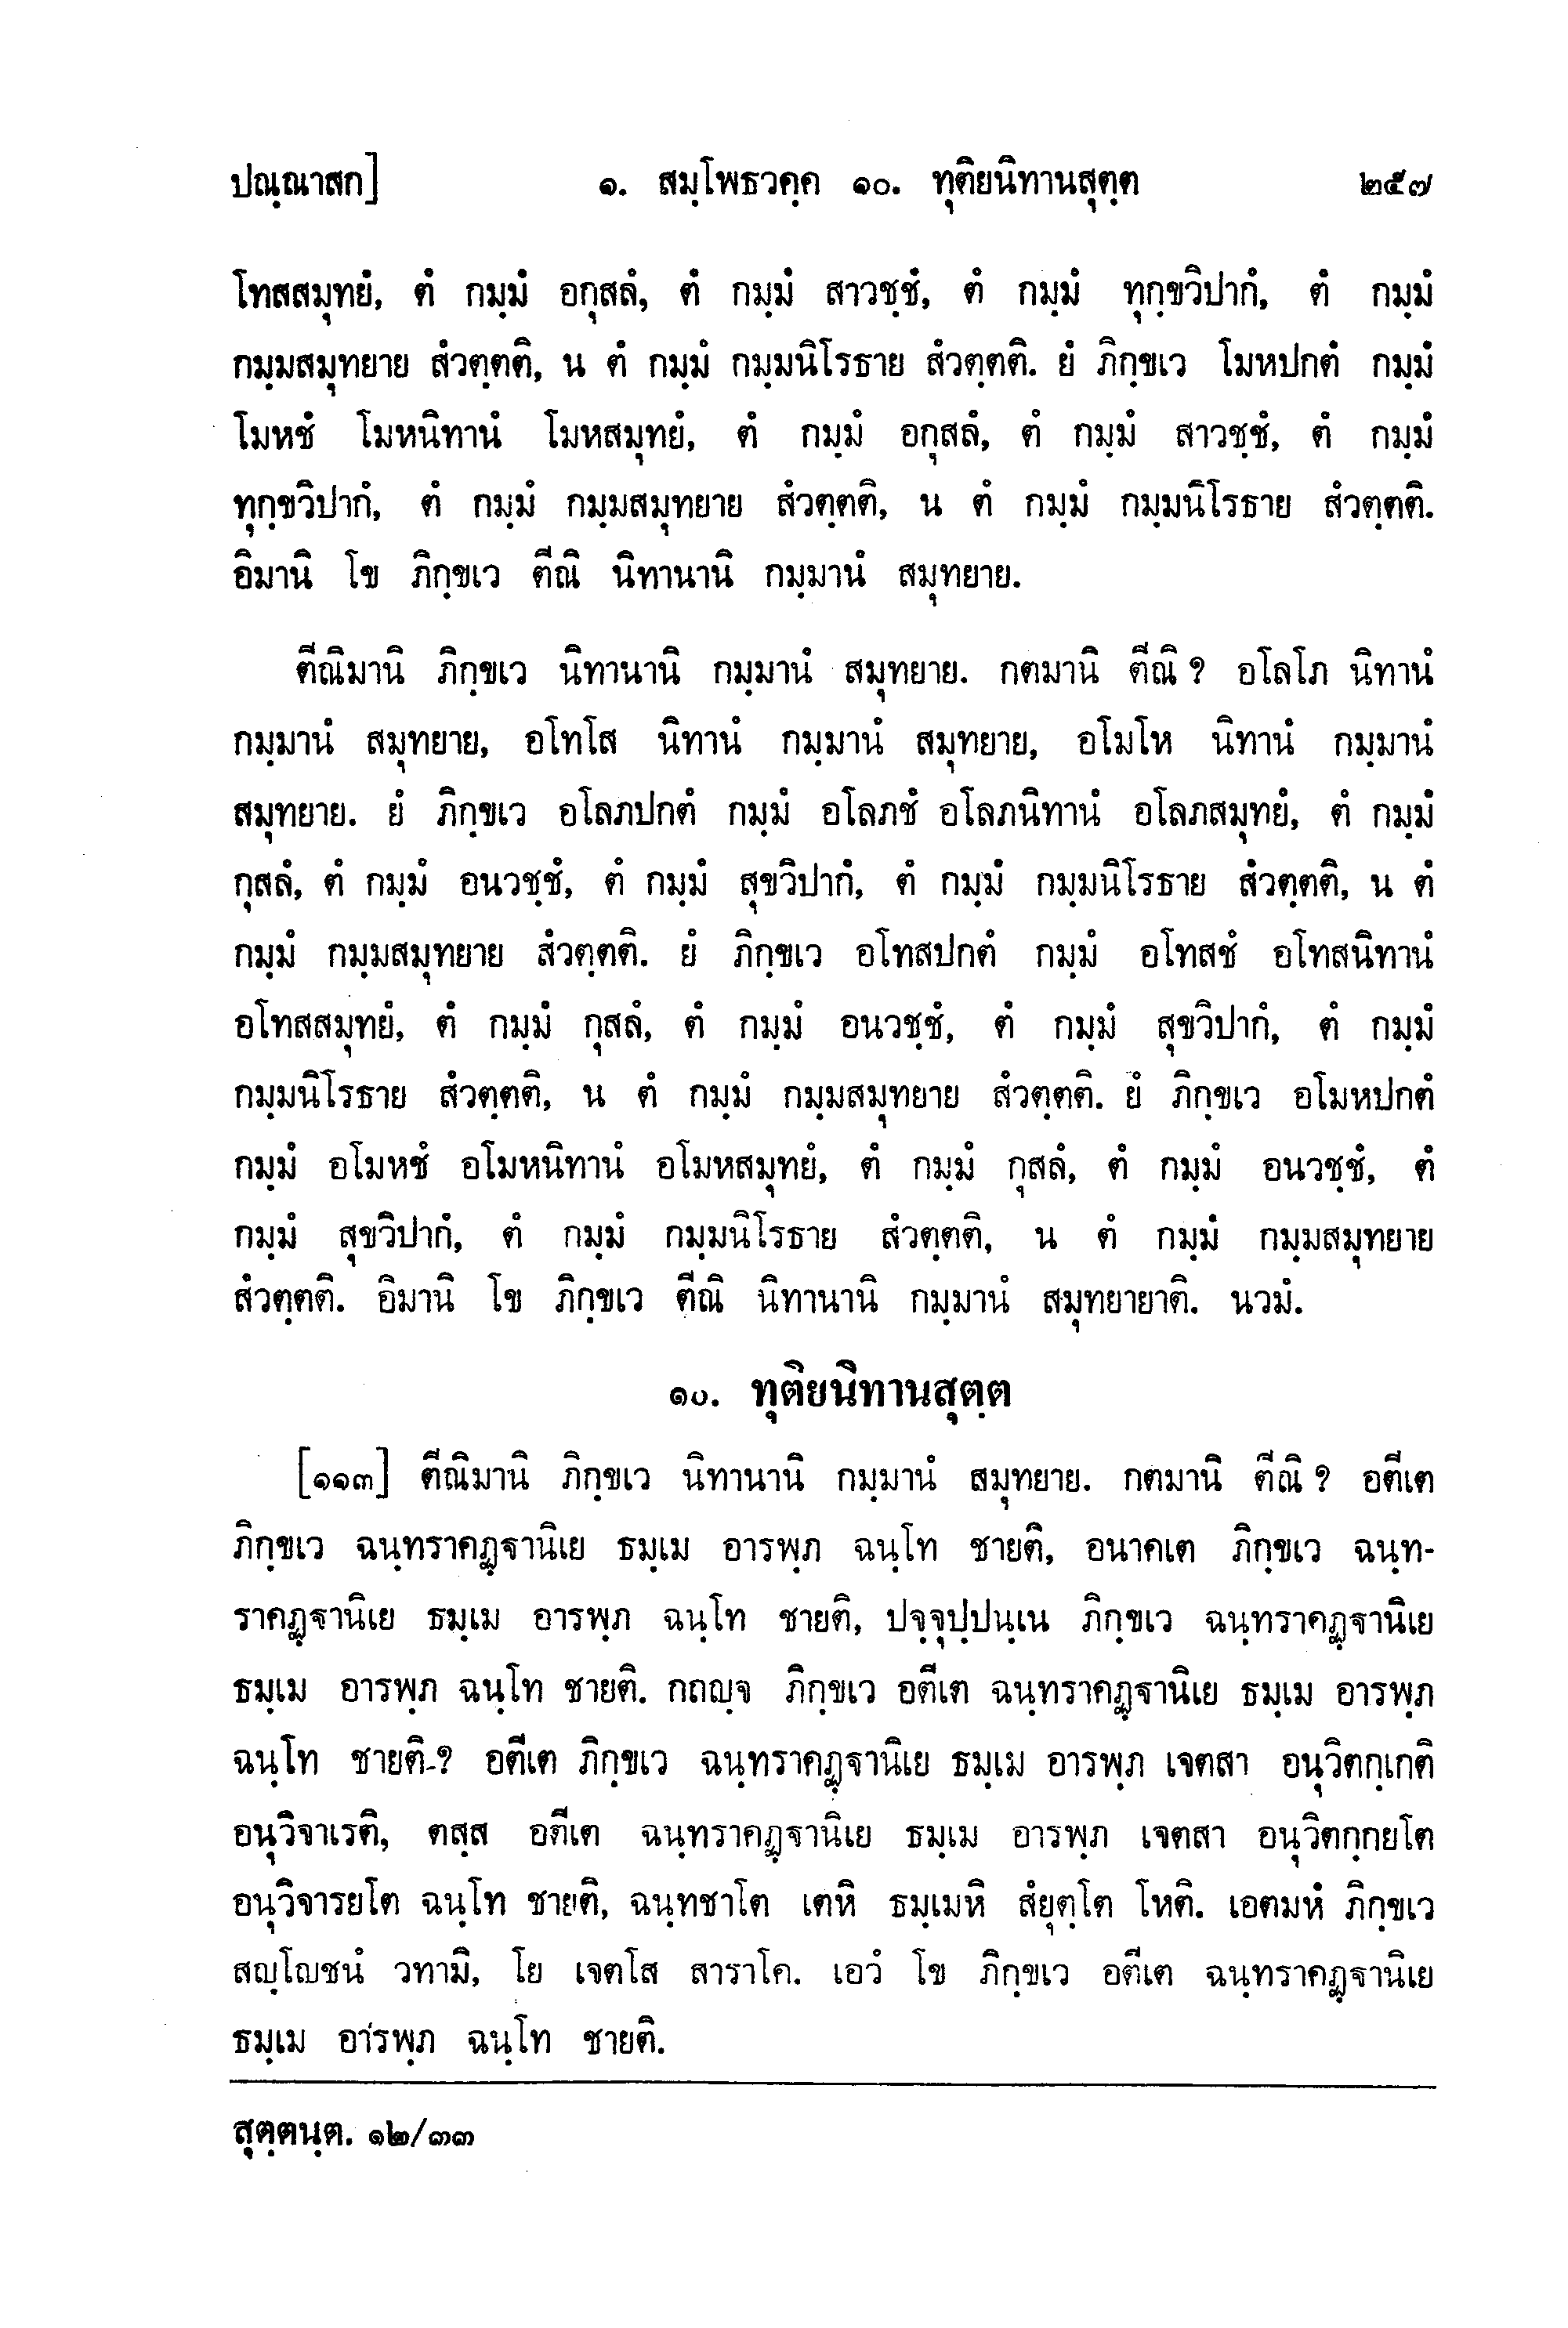 ปณฺณาสก] ๑. สมฺโพธวคฺค ๑๐. ทุติยนิทานสุตฺต ๒๕๗
โทสสมุทยํ, ตํ กมฺมํ อกุสลํ, ตํ กมฺมํ สาวชฺชํ, ตํ กมฺมํ ทุกฺขวิปากํ, ตํ กมฺมํ
กมฺมสมุทยาย สํวตฺตติ, น ตํ กมฺมํ กมฺมนิโรธาย สํวตฺตติ. ยํ ภิกฺขเว โมหปกตํ กมฺมํ
โมหชํ โมหนิทานํ โมหสมุทยํ, ตํ กมฺมํ อกุสลํ, ตํ กมฺมํ สาวชฺชํ, ตํ กมฺมํ
ทุกฺขวิปากํ, ตํ กมฺมํ กมฺมสมุทยาย สํวตฺตติ, น ตํ กมฺมํ กมฺมนิโรธาย สํวตฺตติ.
อิมานิ โข ภิกฺขเว ตีณิ นิทานานิ กมฺมานํ สมุทยาย.
ตีณิมานิ ภิกฺขเว นิทานานิ กมฺมานํ สมุทยาย. กตมานิ ตีณิ ? อโลโภ นิทานํ
กมฺมานํ สมุทยาย, อโทโส นิทานํ กมฺมานํ สมุทยาย, อโมโห นิทานํ กมฺมานํ
สมุทยาย. ยํ ภิกฺขเว อโลภปกตํ กมฺมํ อโลภชํ อโลภนิทานํ อโลภสมุทยํ, ตํ กมฺมํ
กุสลํ, ตํ กมฺมํ อนวชฺชํ, ตํ กมฺมํ สุขวิปากํ, ตํ กมฺมํ กมฺมนิโรธาย สํวตฺตติ, น ตํ
กมฺมํ กมฺมสมุทยาย สํวตฺตติ. ยํ ภิกฺขเว อโทสปกตํ กมฺมํ อโทสชํ อโทสนิทานํ
อโทสสมุทยํ, ตํ กมฺมํ กุสลํ, ตํ กมฺมํ อนวชฺชํ, ตํ กมฺมํ สุขวิปากํ, ตํ กมฺมํ
กมฺมนิโรธาย สํวตฺตติ, น ตํ กมฺมํ กมฺมสมุทยาย สํวตฺตติ. ยํ ภิกฺขเว อโมหปกตํ
กมฺมํ อโมหชํ อโมหนิทานํ อโมหสมุทยํ, ตํ กมฺมํ กุสลํ, ตํ กมฺมํ อนวชฺชํ, ตํ
กมฺมํ สุขวิปากํ, ตํ กมฺมํ กมฺมนิโรธาย สํวตฺตติ, น ตํ กมฺมํ กมฺมสมุทยาย
สํวตฺตติ. อิมานิ โข ภิกฺขเว ตีณิ นิทานานิ กมฺมานํ สมุทยายาติ. นวมํ.
๑๐. ทุติยนิทานสุตฺต
[๑๑๓] ตีณิมานิ ภิกฺขเว นิทานานิ กมฺมานํ สมุทยาย. กตมานิ ตีณิ ? อตีเต
ภิกฺขเว ฉนฺทราคฏฺฐานิเย ธมฺเม อารพฺภ ฉนฺโท ชายติ, อนาคเต ภิกฺขเว ฉนฺท-
ราคฏฺฐานิเย ธมฺเม อารพฺภ ฉนฺโท ชายติ, ปจฺจุปฺปนฺเน ภิกฺขเว ฉนฺทราคฏฺฐานิเย
ธมฺเม อารพฺภ ฉนฺโท ชายติ. กถญฺจ ภิกฺขเว อตีเต ฉนฺทราคฏฺฐานิเย ธมฺเม อารพฺภ
ฉนฺโท ชายติ-? อตีเต ภิกฺขเว ฉนฺทราคฏฺฐานิเย ธมฺเม อารพฺภ เจตสา อนุวิตกฺเกติ
อนุวิจาเรติ, ตสฺส อตีเต ฉนฺทราคฏฺฐานิเย ธมฺเม อารพฺภ เจตสา อนุวิตกฺกยโต
อนุวิจารยโต ฉนฺโท ชายติ, ฉนฺทชาโต เตหิ ธมฺเมหิ สํยุตฺโต โหติ. เอตมหํ ภิกฺขเว
สญฺโญชนํ วทามิ, โย เจตโส สาราโค. เอวํ โข ภิกฺขเว อตีเต ฉนฺทราคฏฺฐานิเย
ธมฺเม อารพฺภ ฉนฺโท ชายติ.
สุตฺตนฺต. ๑๒/๓๓